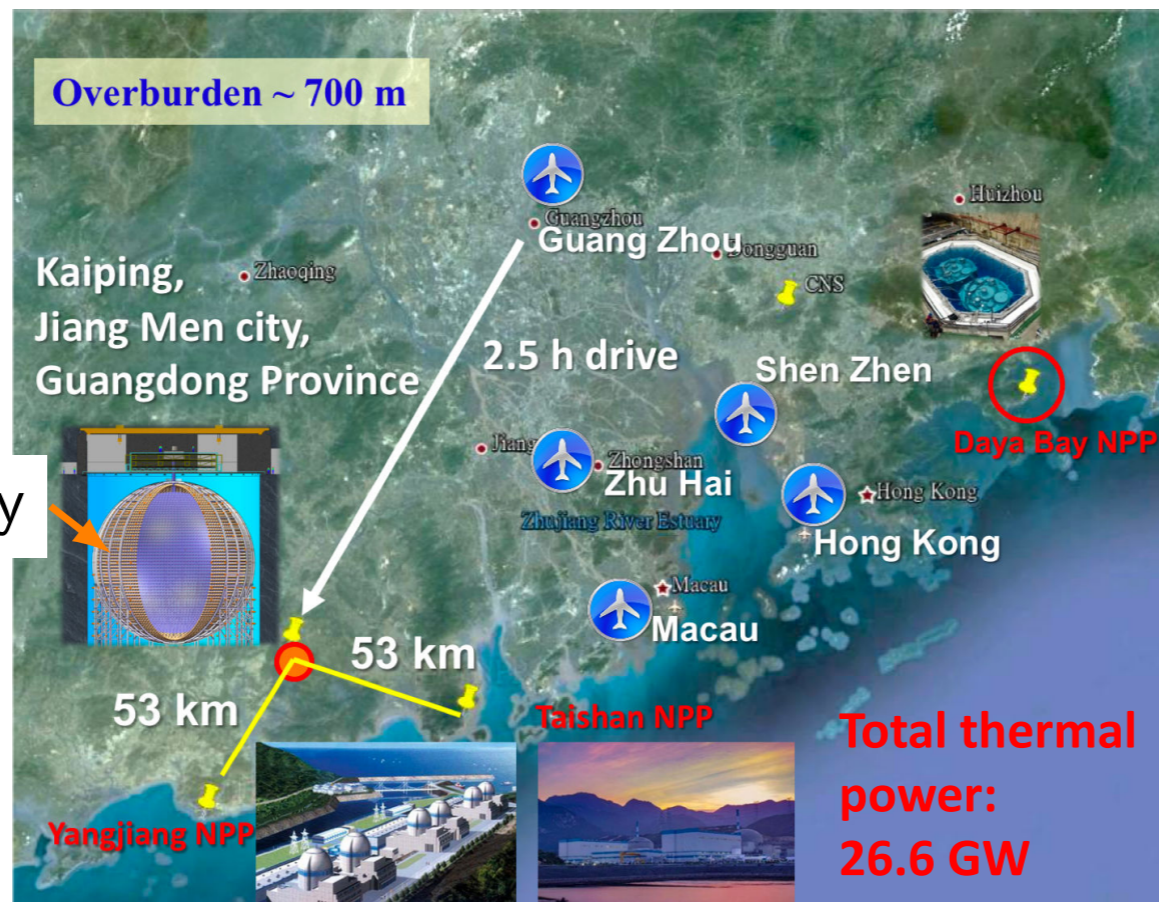 Overburden ~ 700 m
Guangzhou
Guang Zhou
Huizhou
Dongguan
CNS
Zhaoqing
Kaiping,
Jiang Men city,
Guangdong Province
2.5 h drive
Shen Zhen
Daya Bay NPP
Jiang
Zhongshan
Zhu Hai
Zhujiang River Estuary
Hong Kong
Hong Kong
y
Macau
Macau
53 km
53 km
Taishan NPP
Yangjiang NPP
Total thermal
power:
26.6 GW